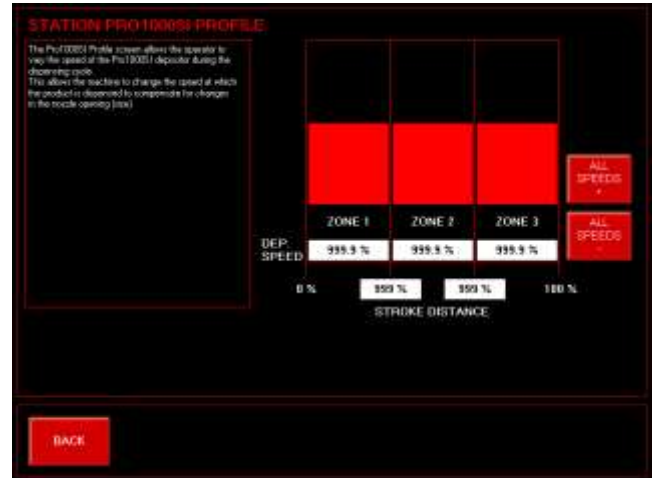 STATION PRO1000SI PROFILE
The Pro1000SI Profile screen allows the operator to
vary the speed of the Pro1000SI depositor during the
dispensing cycle.
This allows the machine to change the speed at which
the product is dispensed to compensate for changes
in the nozzle opening (size)
ALL
SPEEDS
+
ZONE 1 ZONE 2 ZONE 3
ALL
SPEEDS
-
DEP.
SPEED
999.9 % 999.9 % 999.9 %
0 % 999 % 999 % 100 %
STROKE DISTANCE
BACK